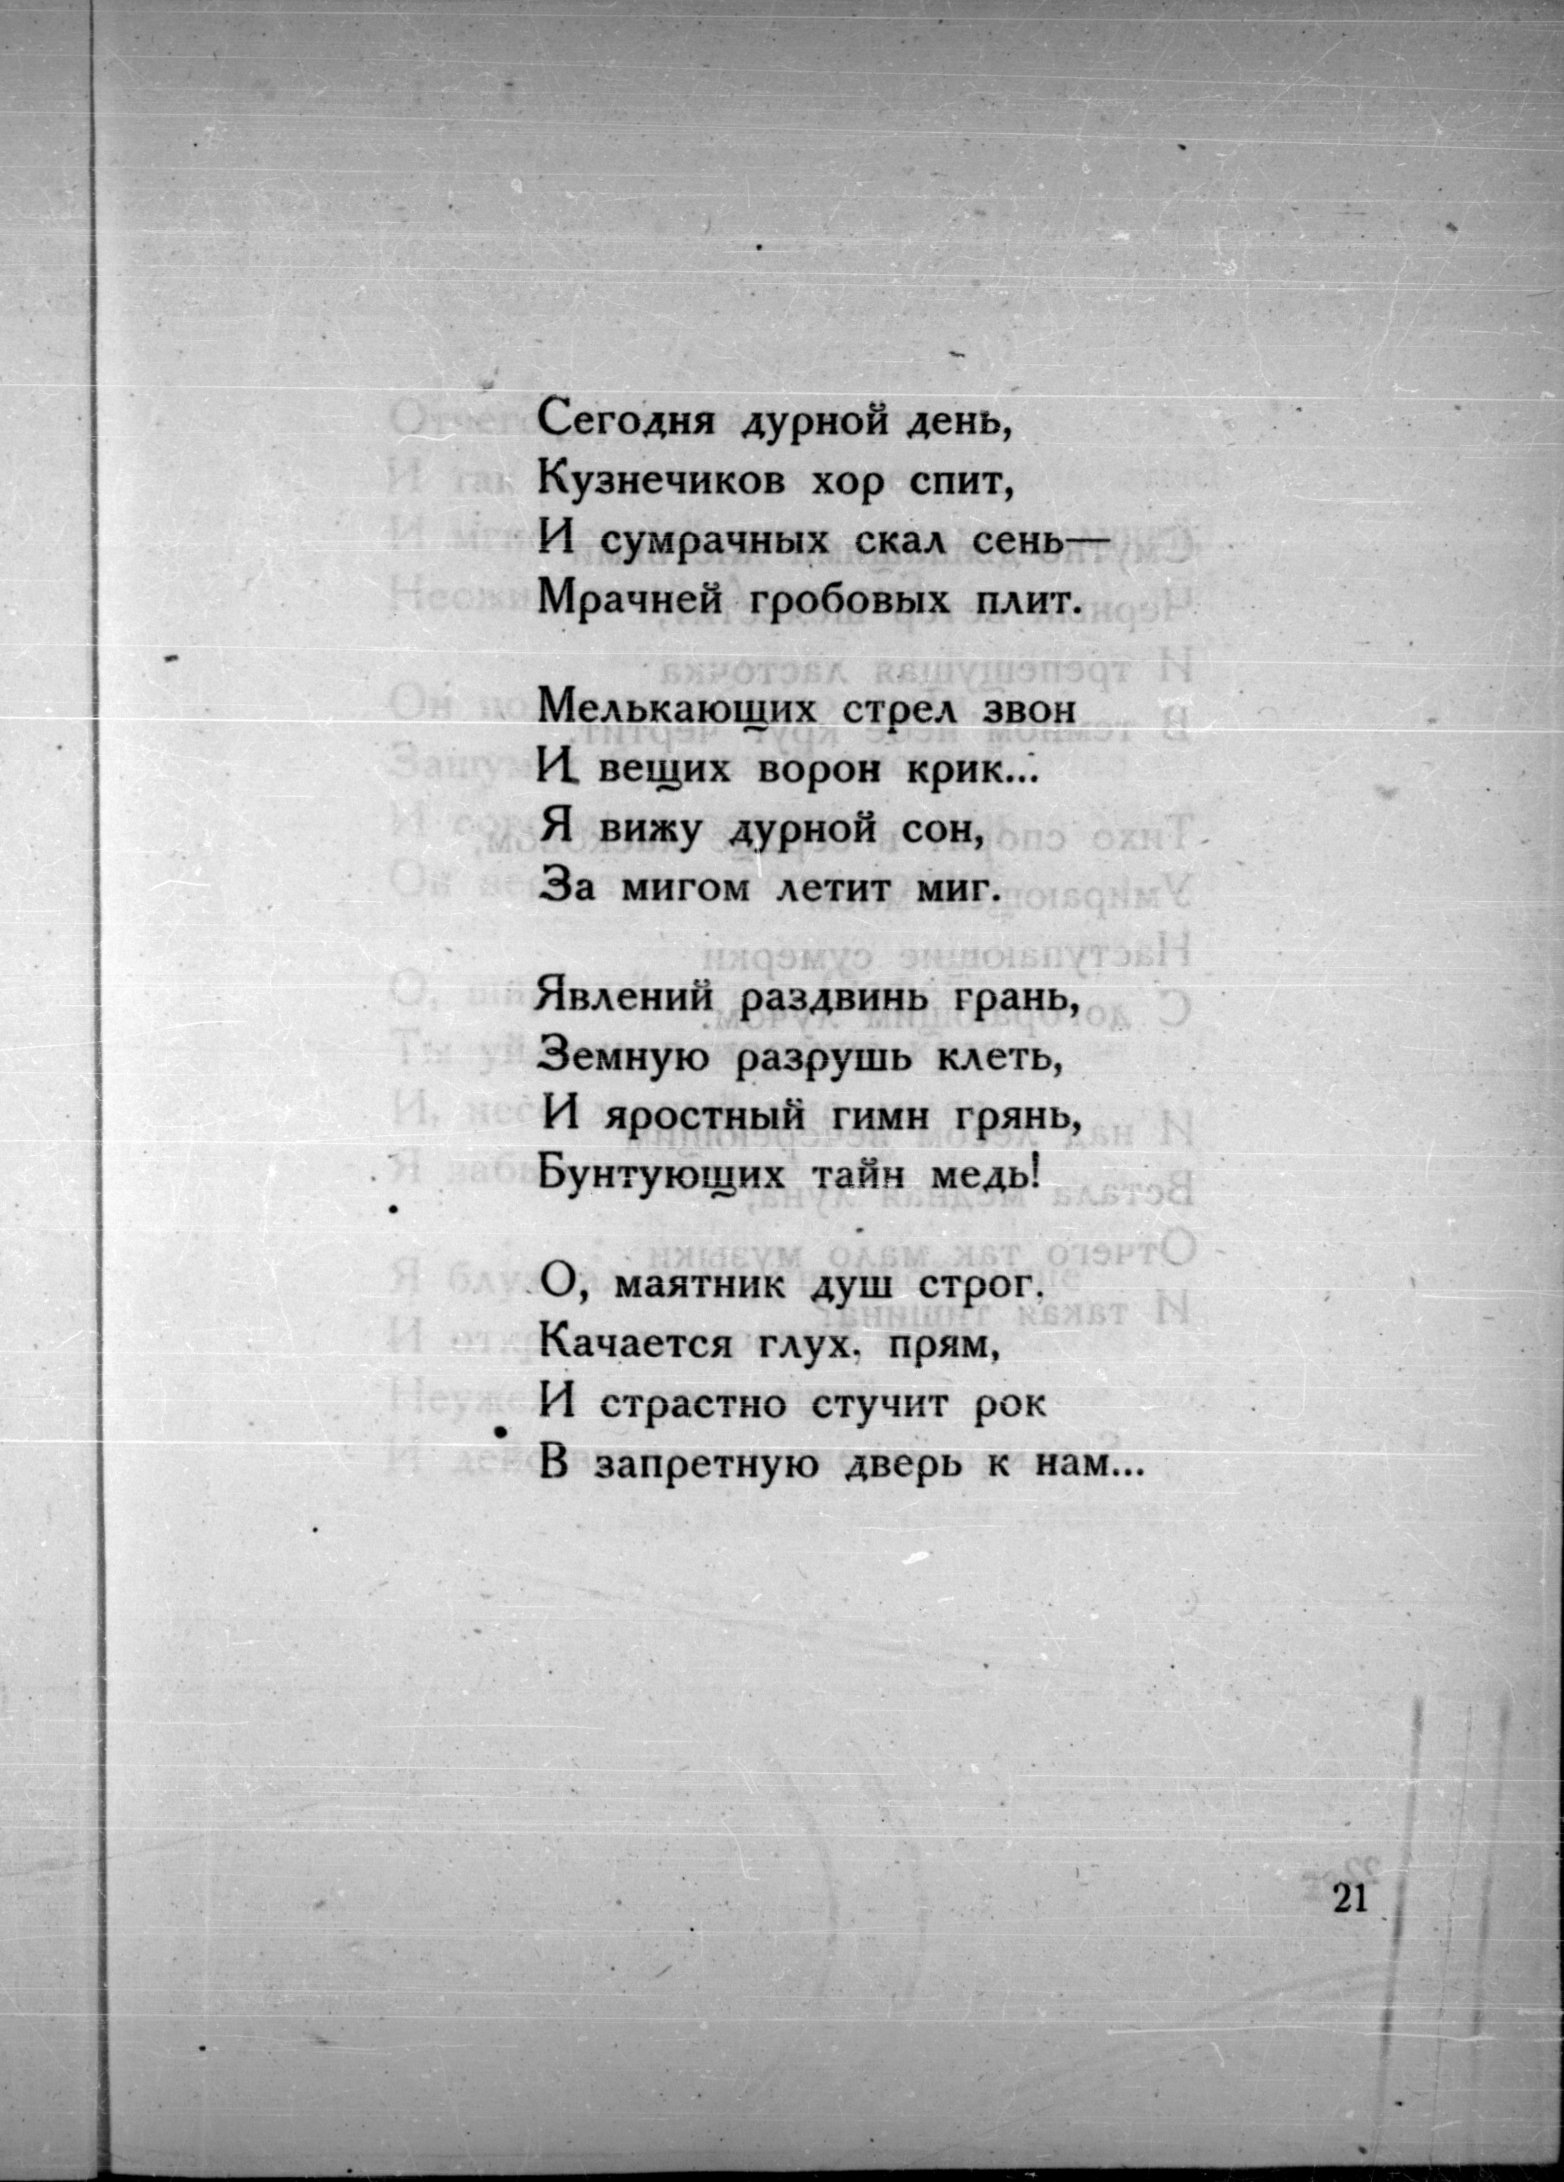 Сегодня дурной день,
Кузнечиков хор спит,
И сумрачных скал сень—
Мрачней гробовых плит.
Мелькающих стрел звон
И вещих ворон крик...
Я вижу дурной сон,
За мигом летит миг.
Явлений раздвинь грань,
Земную разрушь клеть,
И яростный гимн грянь,
Бунтующих тайн медь!
О, маятник душ строг.
Качается глух, прям,
И страстно стучит рок
В запретную дверь к нам...
21